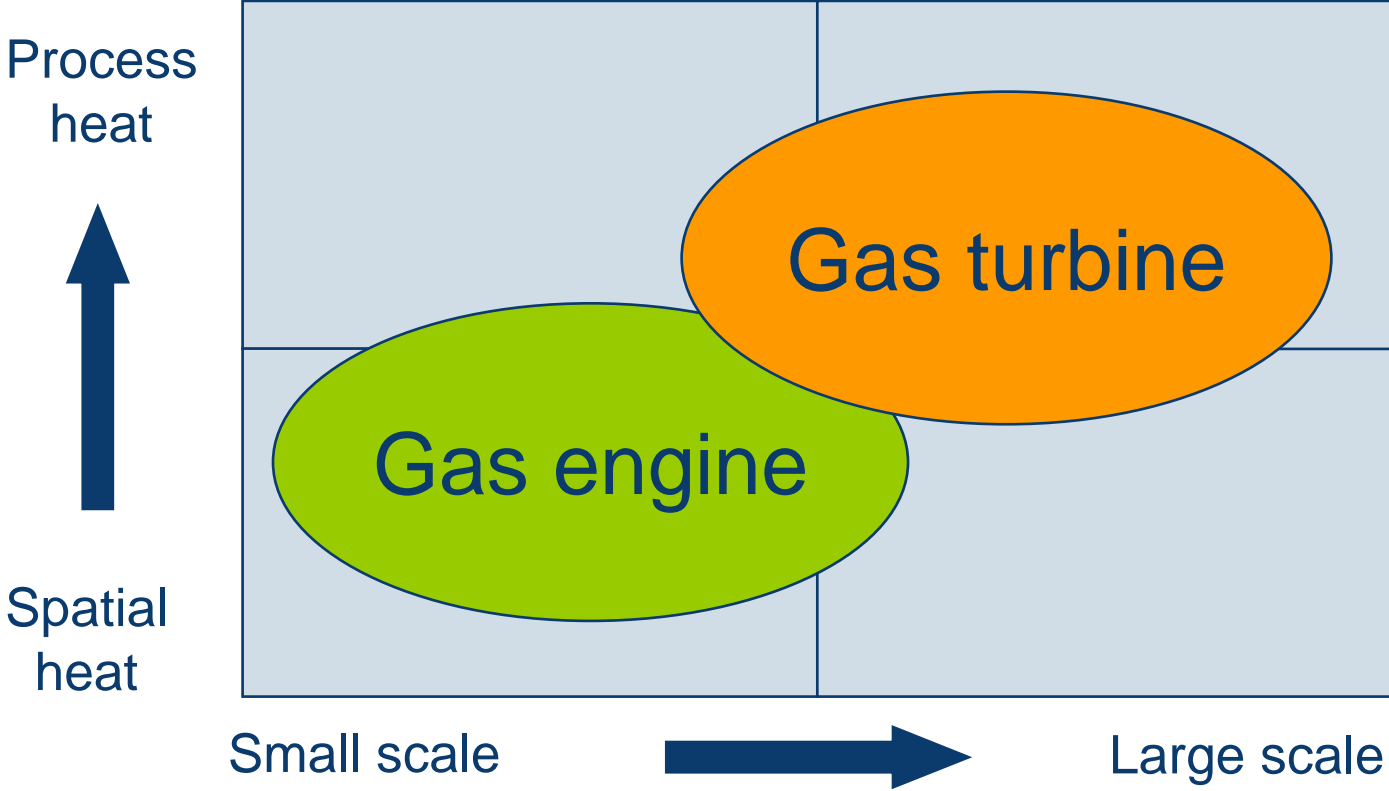 Process
heat
Gas turbine
Gas engine
Spatial
heat
Small scale
Large scale